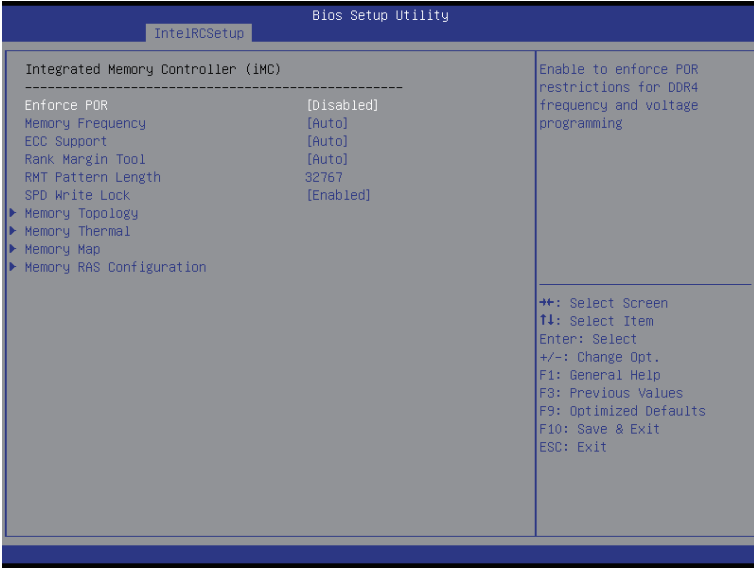 Bios Setup Utility
IntelRCSetup
Integrated Memory Controller (iMC)
--------------------------------------------------
Enforce POR [Disabled]
Memory Frequency [Auto]
ECC Support [Auto]
Rank Margin Tool [Auto]
RMT Pattern Length 32767
SPD Write Lock [Enabled]
Memory Topology
Memory Thermal
Memory Map
Memory RAS Configuration
Enable to enforce POR
restrictions for DDR4
frequency and voltage
programming
→←: Select Screen
↑↓: Select Item
Enter: Select
+/-: Change Opt.
F1: General Help
F3: Previous Values
F9: Optimized Defaults
F10: Save & Exit
ESC: Exit